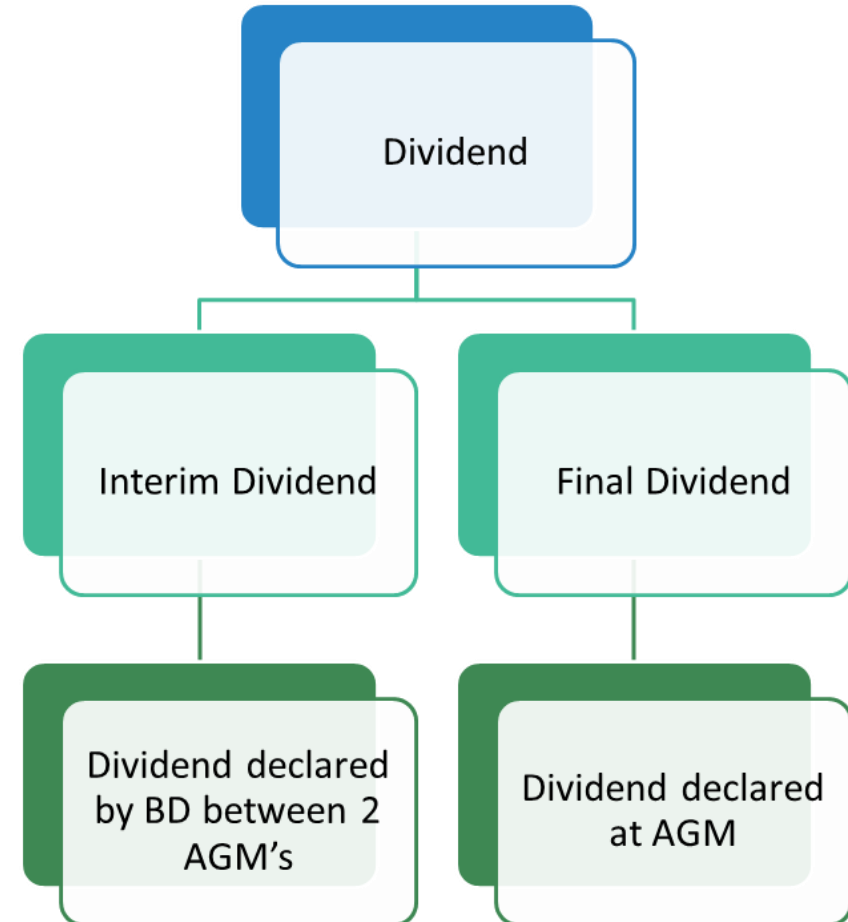 Dividend
Interim Dividend
Final Dividend
Dividend declared
by BD between 2
AGM’s
Dividend declared
at AGM